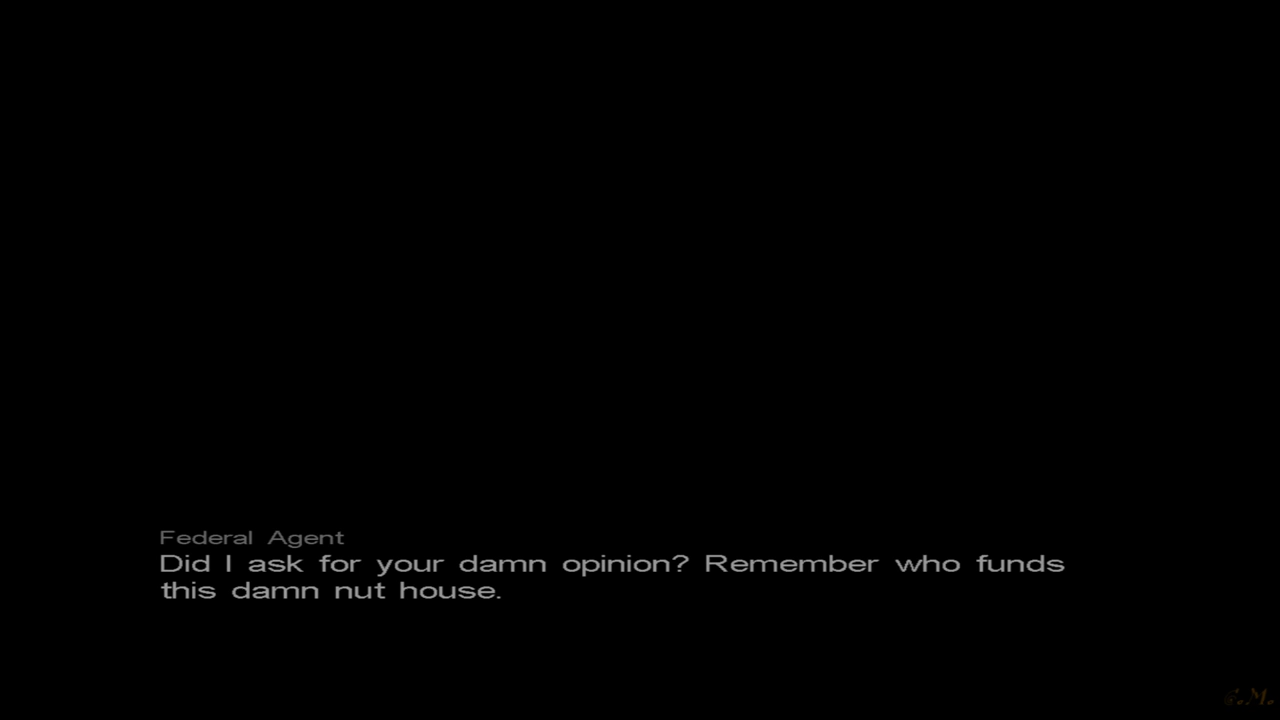 Federal Agent
Did I ask for your damn opinion? Remember who funds
this damn nut house.